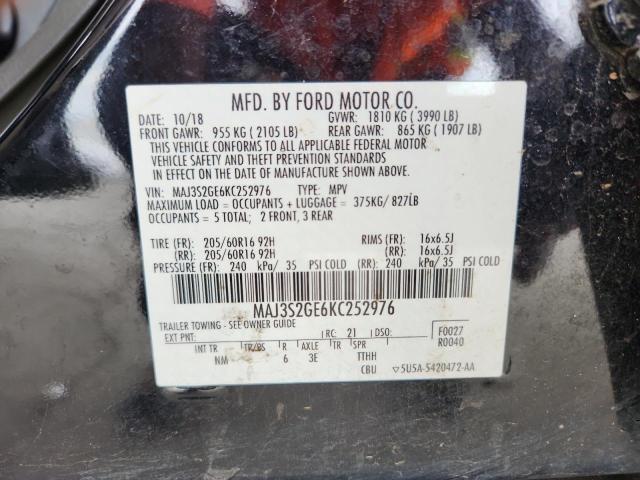 MFD. BY FORD MOTOR CO.
10/18 GVWR: 1810 KG ( 3990 LB)
FRONT GAWR: 955 KG ( 2105 LB) REAR GAWR: 865 KG ( 1907 LB)
THIS VEHICLE CONFORMS TO ALL APPLICABLE FEDERAL MOTOR
VEHICLE SAFETY AND THEFT PREVENTION STANDARDS
IN EFFECT ON THE DATE OF MANUFACTURE SHOWN ABOVE.
VIN: MAJ3S2GE6KC252976 TYPE: MPV
MAXIMUM LOAD = OCCUPANTS + LUGGAGE = 375KG/ 827LB
OCCUPANTS = 5 TOTAL; 2 FRONT, 3 REAR
TIRE (FR): 205/60R16 92H RIMS (FR): 16x6.5J
(RR): 205/60R16 92H (RR): 16x6.5J
PRESSURE (FR): 240 kPa/ 35 PSI COLD (RR): 240 kPa/ 35 PSI COLD
MAJ3S2GE6KC252976
TRAILER TOWING - SEE OWNER GUIDE
EXT PNT: RC: 21 DSO: F0027
R0040
INT TR TP/PS R AXLE TR SPR
NM 6 3E TTHH
CBU ▽5U5A-5420472-AA